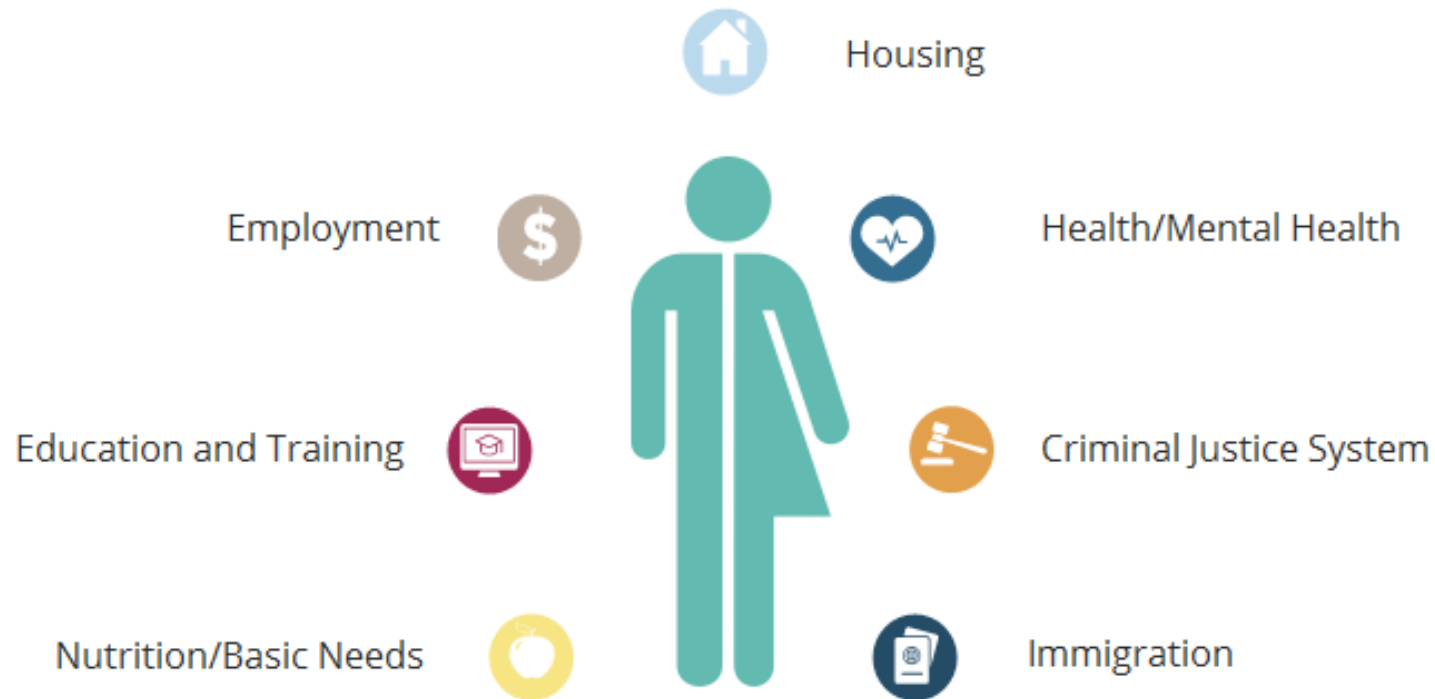 Housing
Employment
Health/Mental Health
Education and Training
Criminal Justice System
Nutrition/Basic Needs
Immigration